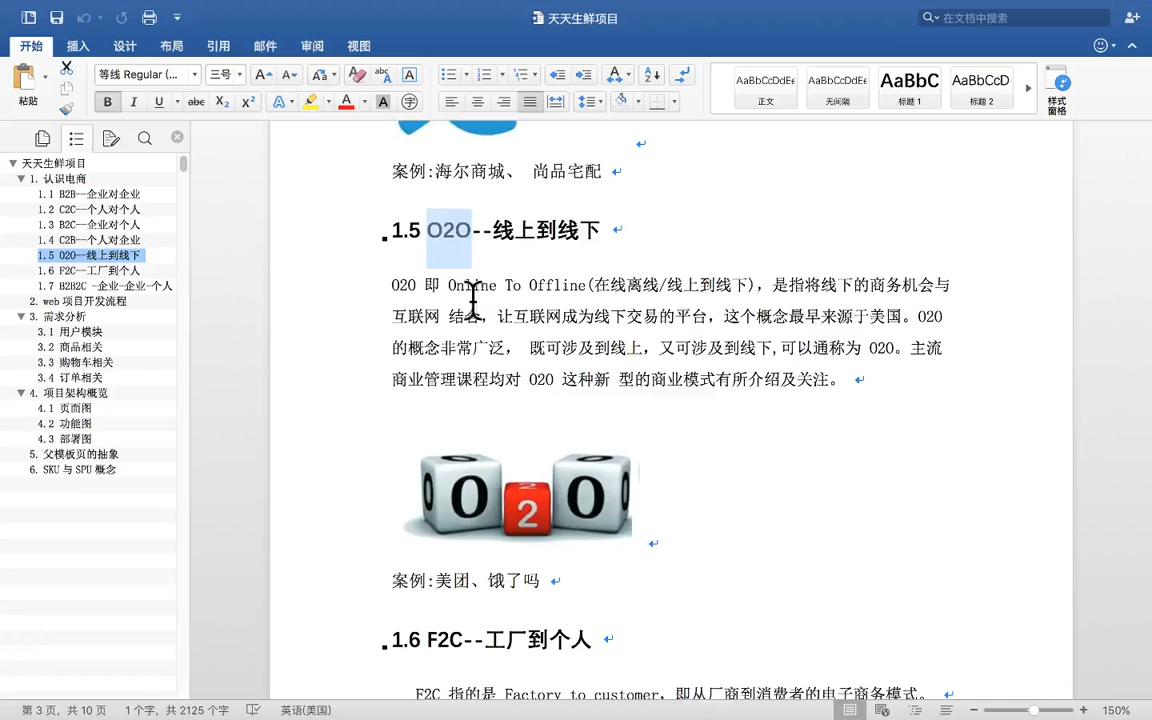 天天生鲜项目
在文档中搜索
开始 插入 设计 布局 引用 邮件 审阅 视图
粘贴
等线 Regular (...
三号
正文
无间隔
标题 1
标题 2
样式
窗格
天天生鲜项目
1. 认识电商
1.1 B2B--企业对企业
1.2 C2C--个人对个人
1.3 B2C--企业对个人
1.4 C2B--个人对企业
1.5 O2O--线上到线下
1.6 F2C--工厂到个人
1.7 B2B2C -企业-企业-个人
2. web 项目开发流程
3. 需求分析
3.1 用户模块
3.2 商品相关
3.3 购物车相关
3.4 订单相关
4. 项目架构概览
4.1 页面图
4.2 功能图
4.3 部署图
5. 父模板页的抽象
6. SKU 与 SPU 概念
案例:海尔商城、 尚品宅配
1.5 O2O--线上到线下
O2O 即 Online To Offline(在线离线/线上到线下),是指将线下的商务机会与
互联网 结合,让互联网成为线下交易的平台,这个概念最早来源于美国。O2O
的概念非常广泛, 既可涉及到线上,又可涉及到线下,可以通称为 O2O。主流
商业管理课程均对 O2O 这种新 型的商业模式有所介绍及关注。
O 2 O
案例:美团、饿了吗
1.6 F2C--工厂到个人
F2C 指的是 Factory to customer,即从厂商到消费者的电子商务模式。
第 3 页,共 10 页 1 个字,共 2125 个字 英语(美国) 150%